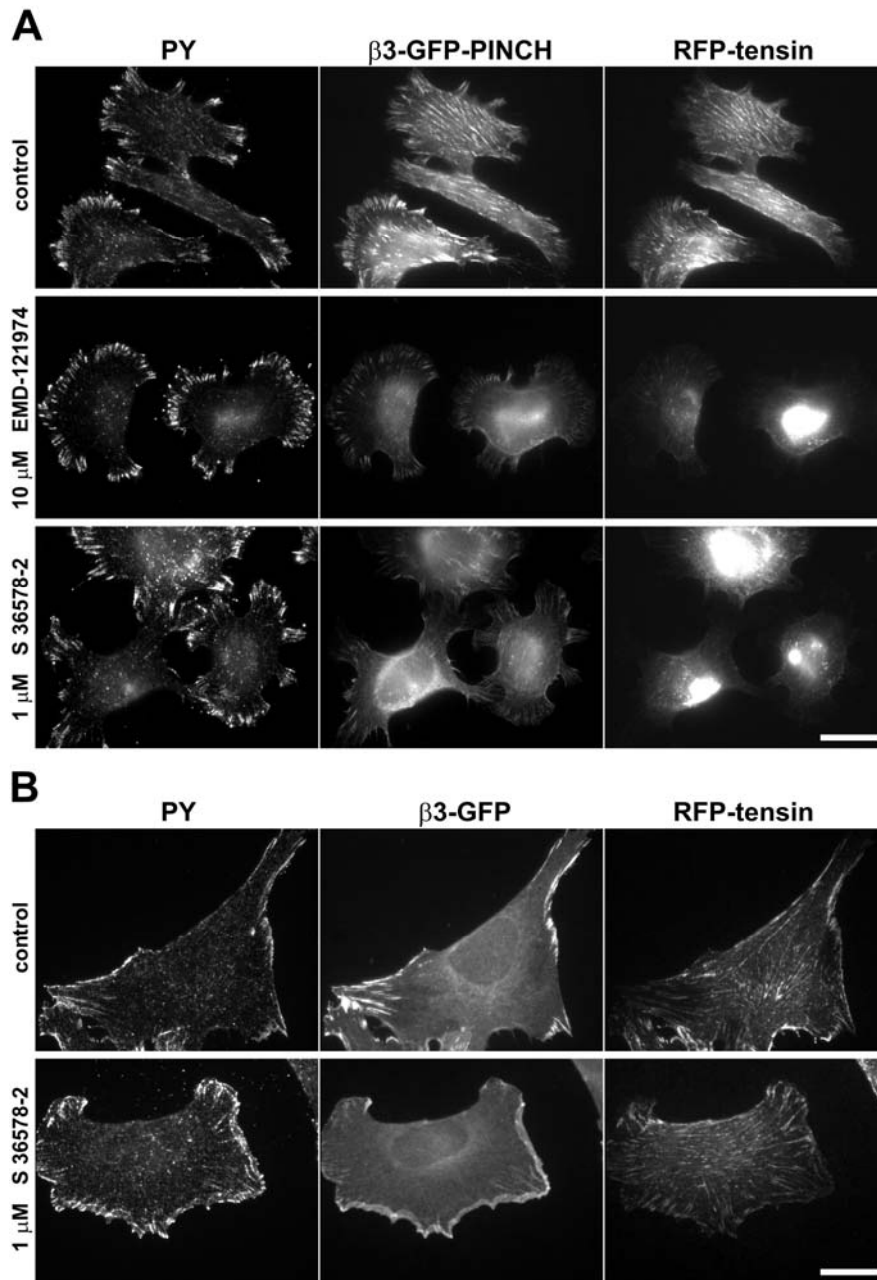 A
PY β3-GFP-PINCH RFP-tensin
control
10 μM EMD-121974
1 μM S 36578-2
B
PY β3-GFP RFP-tensin
control
1 μM S 36578-2